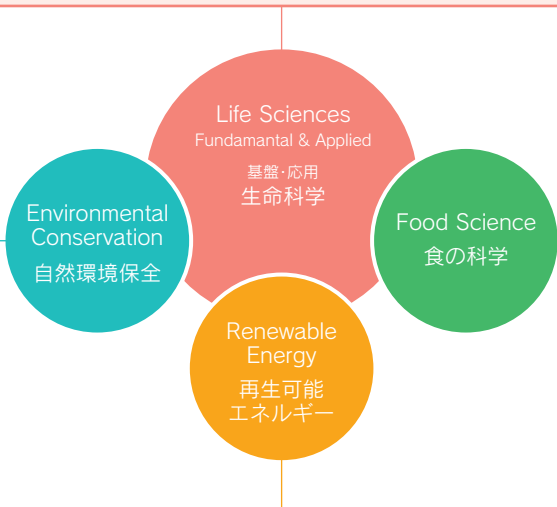 Life Sciences
Fundamantal & Applied
基盤・応用
生命科学
Environmental
Conservation
自然環境保全
Food Science
食の科学
Renewable
Energy
再生可能
エネルギー